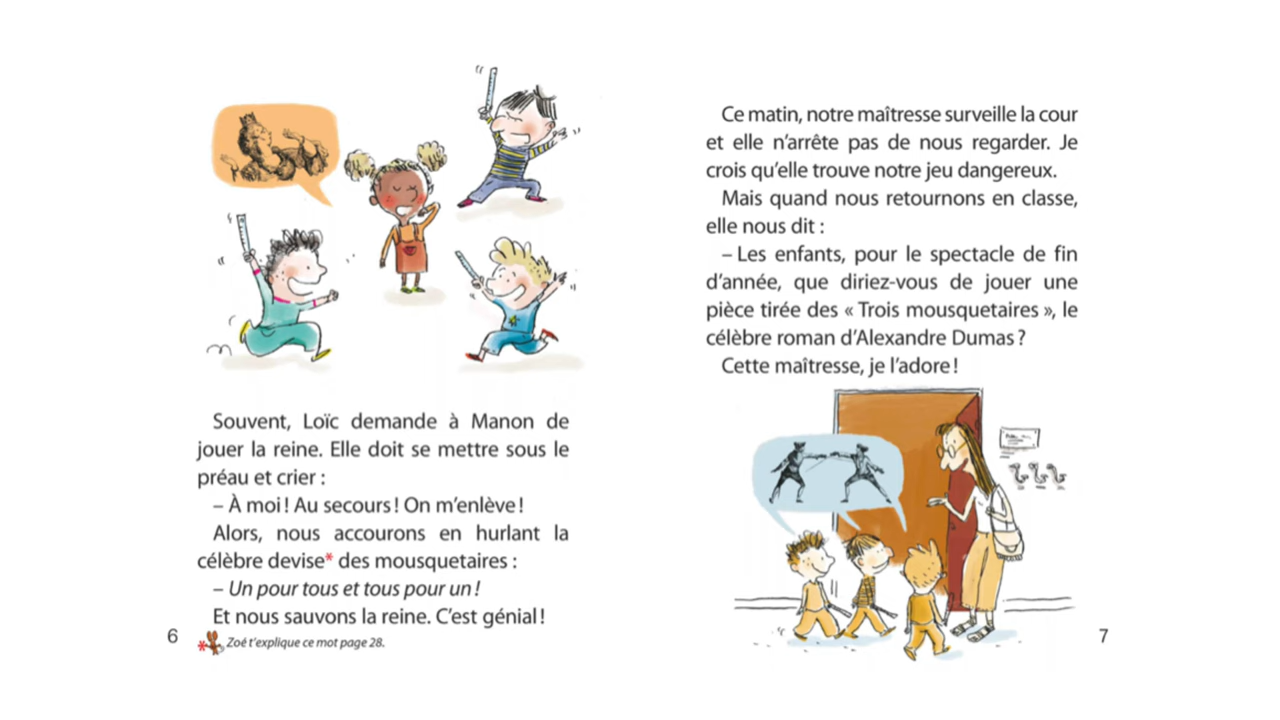 Souvent, Loïc demande à Manon de
jouer la reine. Elle doit se mettre sous le
préau et crier :
– À moi ! Au secours ! On m'enlève !
Alors, nous accourons en hurlant la
célèbre devise* des mousquetaires :
– Un pour tous et tous pour un !
Et nous sauvons la reine. C'est génial !
* Zoé t'explique ce mot page 28.
6
Ce matin, notre maîtresse surveille la cour
et elle n'arrête pas de nous regarder. Je
crois qu'elle trouve notre jeu dangereux.
Mais quand nous retournons en classe,
elle nous dit :
– Les enfants, pour le spectacle de fin
d'année, que diriez-vous de jouer une
pièce tirée des « Trois mousquetaires », le
célèbre roman d'Alexandre Dumas ?
Cette maîtresse, je l'adore !
7